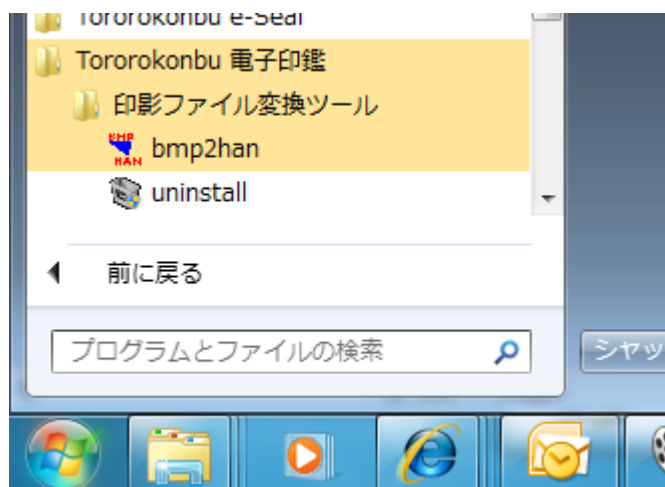 Tororokonbu e-Seal
Tororokonbu 電子印鑑
印影ファイル変換ツール
BMP
HAN
bmp2han
uninstall
前に戻る
プログラムとファイルの検索
シャッ